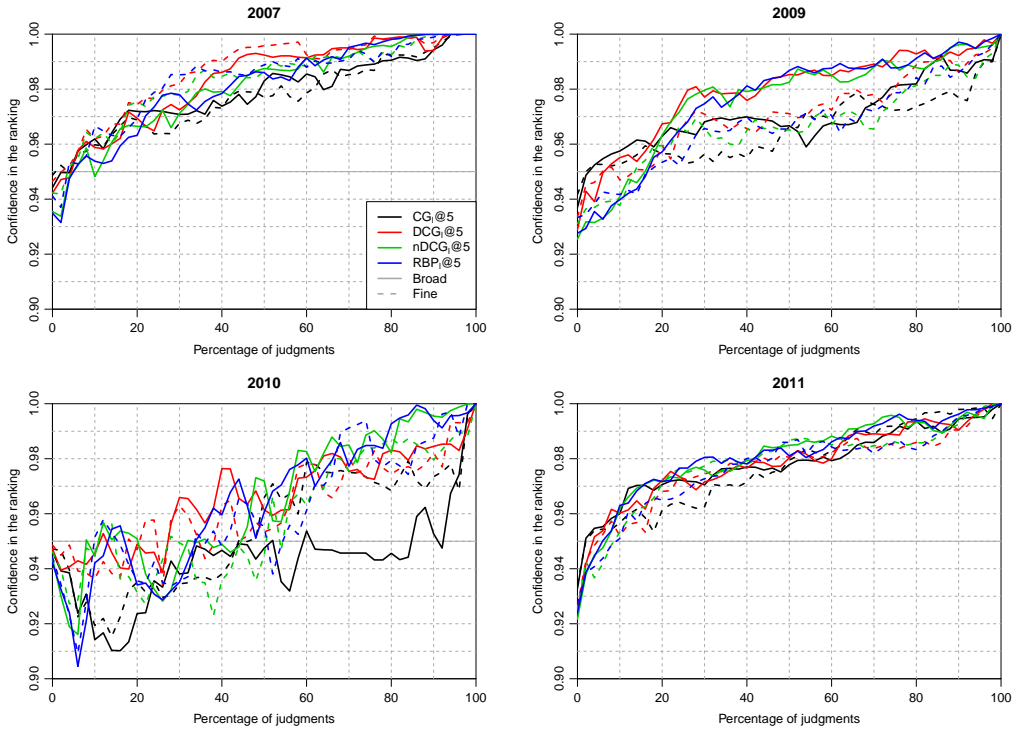 2007
Confidence in the ranking
0.90 0.92 0.94 0.96 0.98 1.00
CGₗ@5
DCGₗ@5
nDCGₗ@5
RBPₗ@5
Broad
Fine
0 20 40 60 80 100
Percentage of judgments
2009
Confidence in the ranking
0.90 0.92 0.94 0.96 0.98 1.00
0 20 40 60 80 100
Percentage of judgments
2010
Confidence in the ranking
0.90 0.92 0.94 0.96 0.98 1.00
0 20 40 60 80 100
Percentage of judgments
2011
Confidence in the ranking
0.90 0.92 0.94 0.96 0.98 1.00
0 20 40 60 80 100
Percentage of judgments